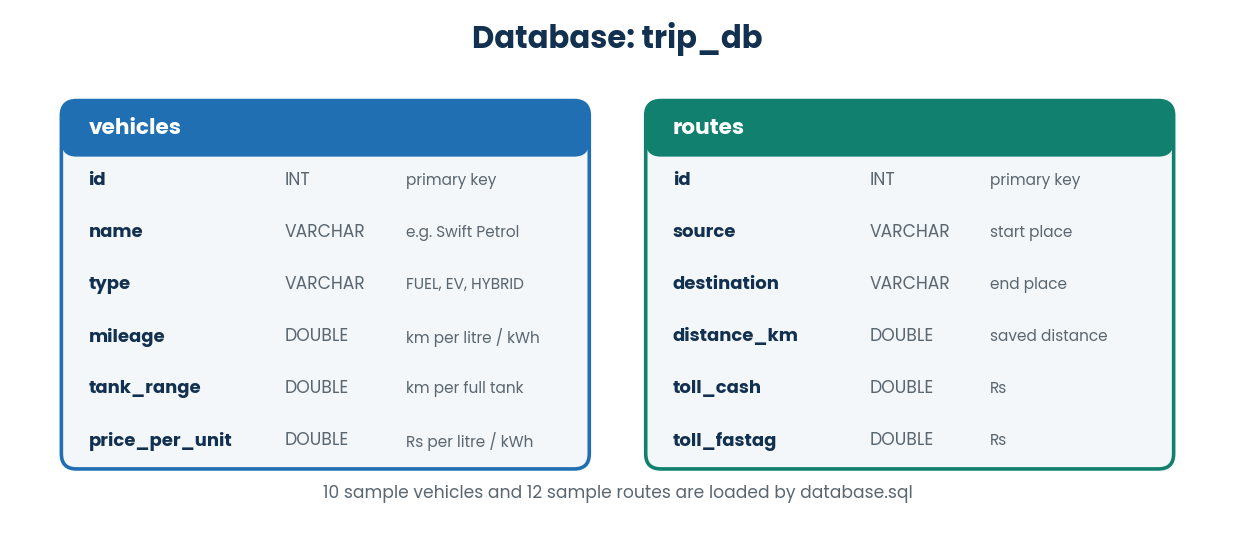 Database: trip_db
vehicles
id INT primary key
name VARCHAR e.g. Swift Petrol
type VARCHAR FUEL, EV, HYBRID
mileage DOUBLE km per litre / kWh
tank_range DOUBLE km per full tank
price_per_unit DOUBLE Rs per litre / kWh
routes
id INT primary key
source VARCHAR start place
destination VARCHAR end place
distance_km DOUBLE saved distance
toll_cash DOUBLE Rs
toll_fastag DOUBLE Rs
10 sample vehicles and 12 sample routes are loaded by database.sql